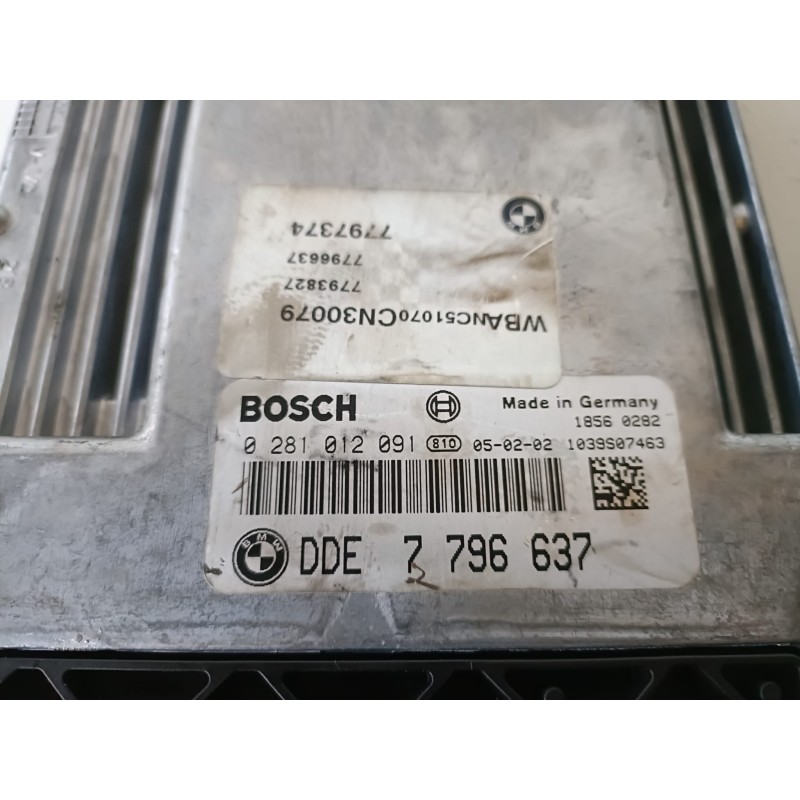 7797374
7796637
7793827
WBANC51070CN30079
BOSCH Made in Germany
1856 0282
0 281 012 091 810 05-02-02 1039S07463
BMW DDE 7 796 637